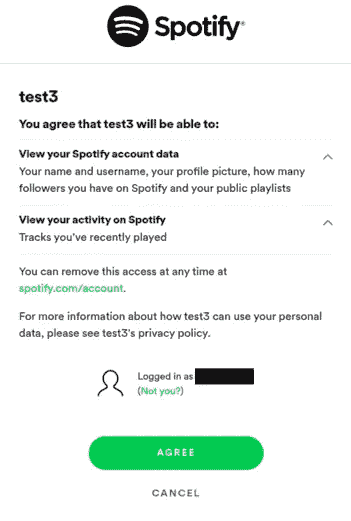 Spotify®
test3
You agree that test3 will be able to:
View your Spotify account data
Your name and username, your profile picture, how many
followers you have on Spotify and your public playlists
View your activity on Spotify
Tracks you've recently played
You can remove this access at any time at
spotify.com/account.
For more information about how test3 can use your personal
data, please see test3's privacy policy.
Logged in as
(Not you?)
AGREE
CANCEL